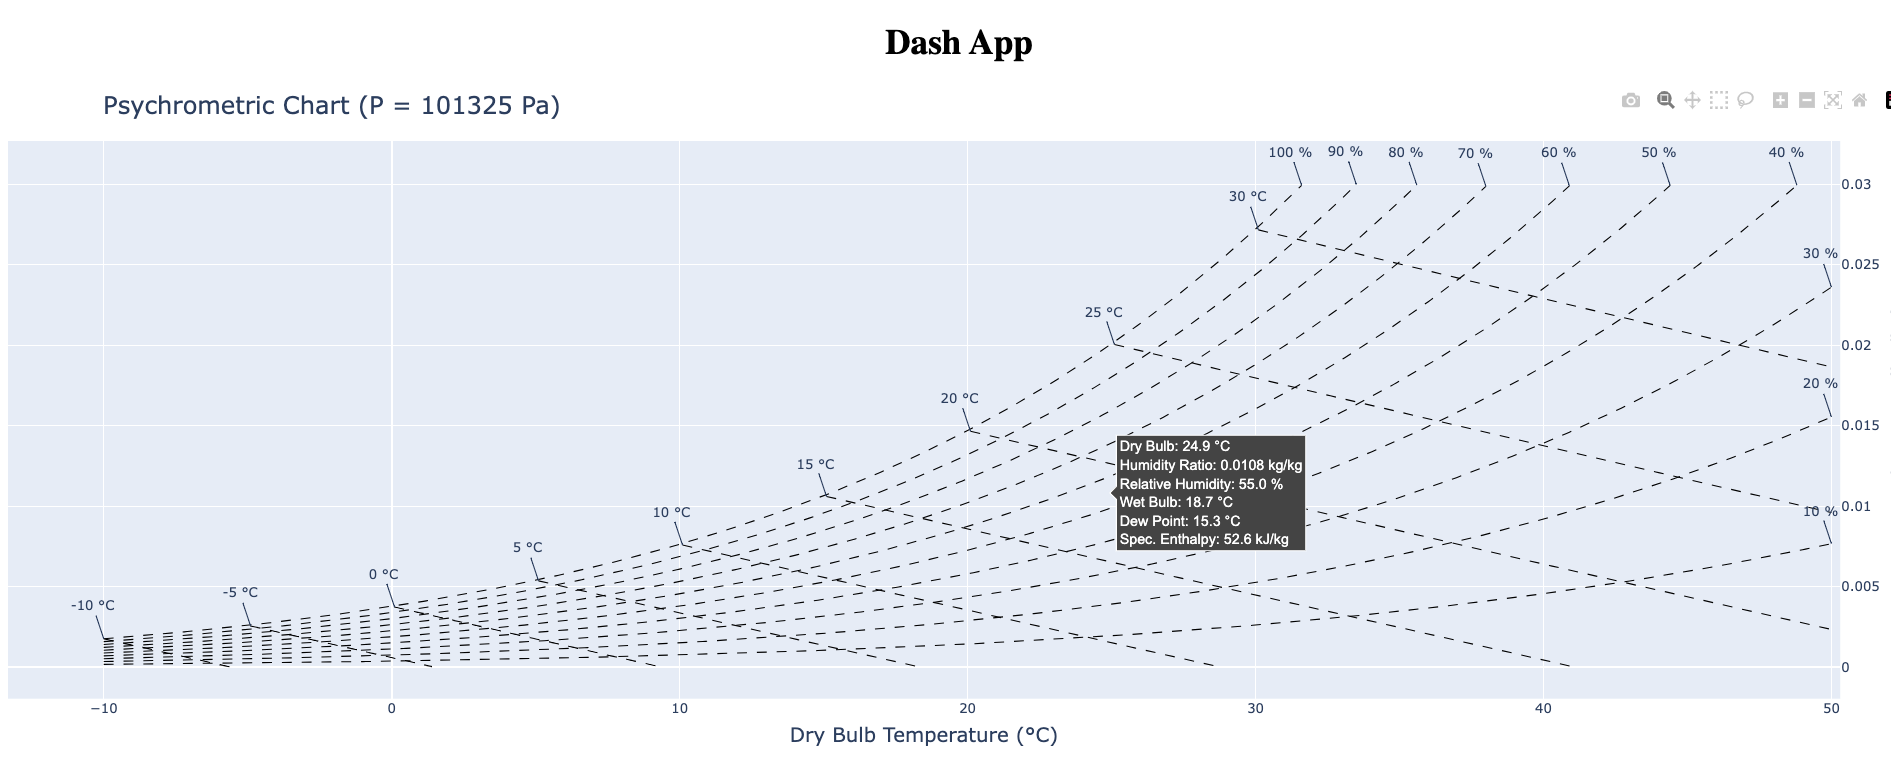 Dash App
Psychrometric Chart (P = 101325 Pa)
100 %
90 %
80 %
70 %
60 %
50 %
40 %
0.03
30 °C
30 %
0.025
25 °C
0.02
20 %
20 °C
0.015
Dry Bulb: 24.9 °C
Humidity Ratio: 0.0108 kg/kg
Relative Humidity: 55.0 %
Wet Bulb: 18.7 °C
Dew Point: 15.3 °C
Spec. Enthalpy: 52.6 kJ/kg
15 °C
0.01
10 %
10 °C
5 °C
0 °C
0.005
-5 °C
-10 °C
0
−10
0
10
20
30
40
50
Dry Bulb Temperature (°C)